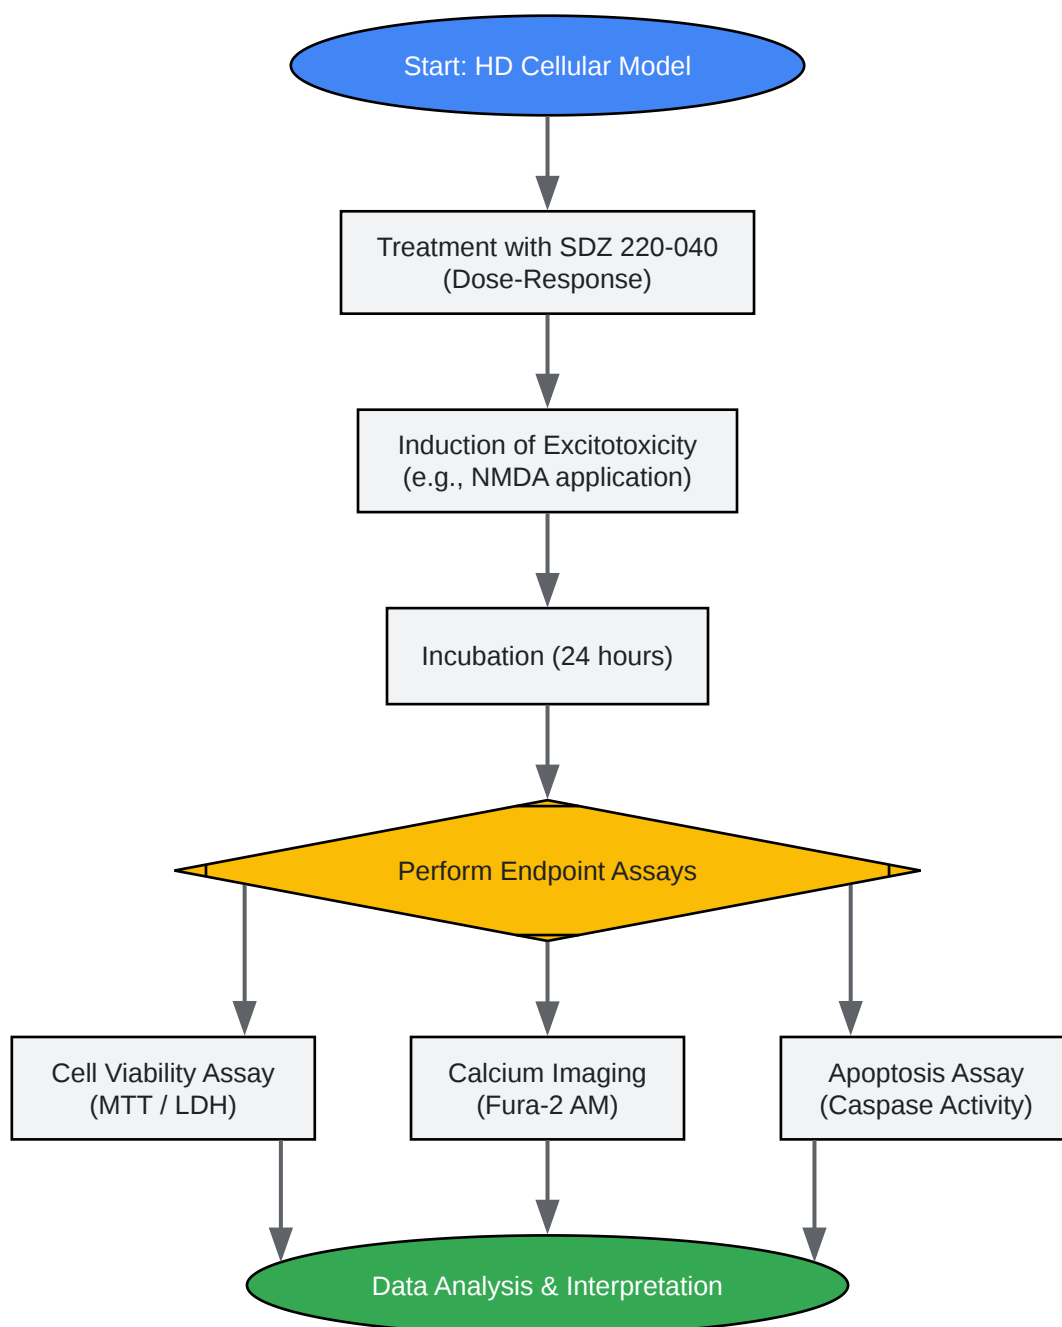 Start: HD Cellular Model
Treatment with SDZ 220-040
(Dose-Response)
Induction of Excitotoxicity
(e.g., NMDA application)
Incubation (24 hours)
Perform Endpoint Assays
Cell Viability Assay
(MTT / LDH)
Calcium Imaging
(Fura-2 AM)
Apoptosis Assay
(Caspase Activity)
Data Analysis & Interpretation